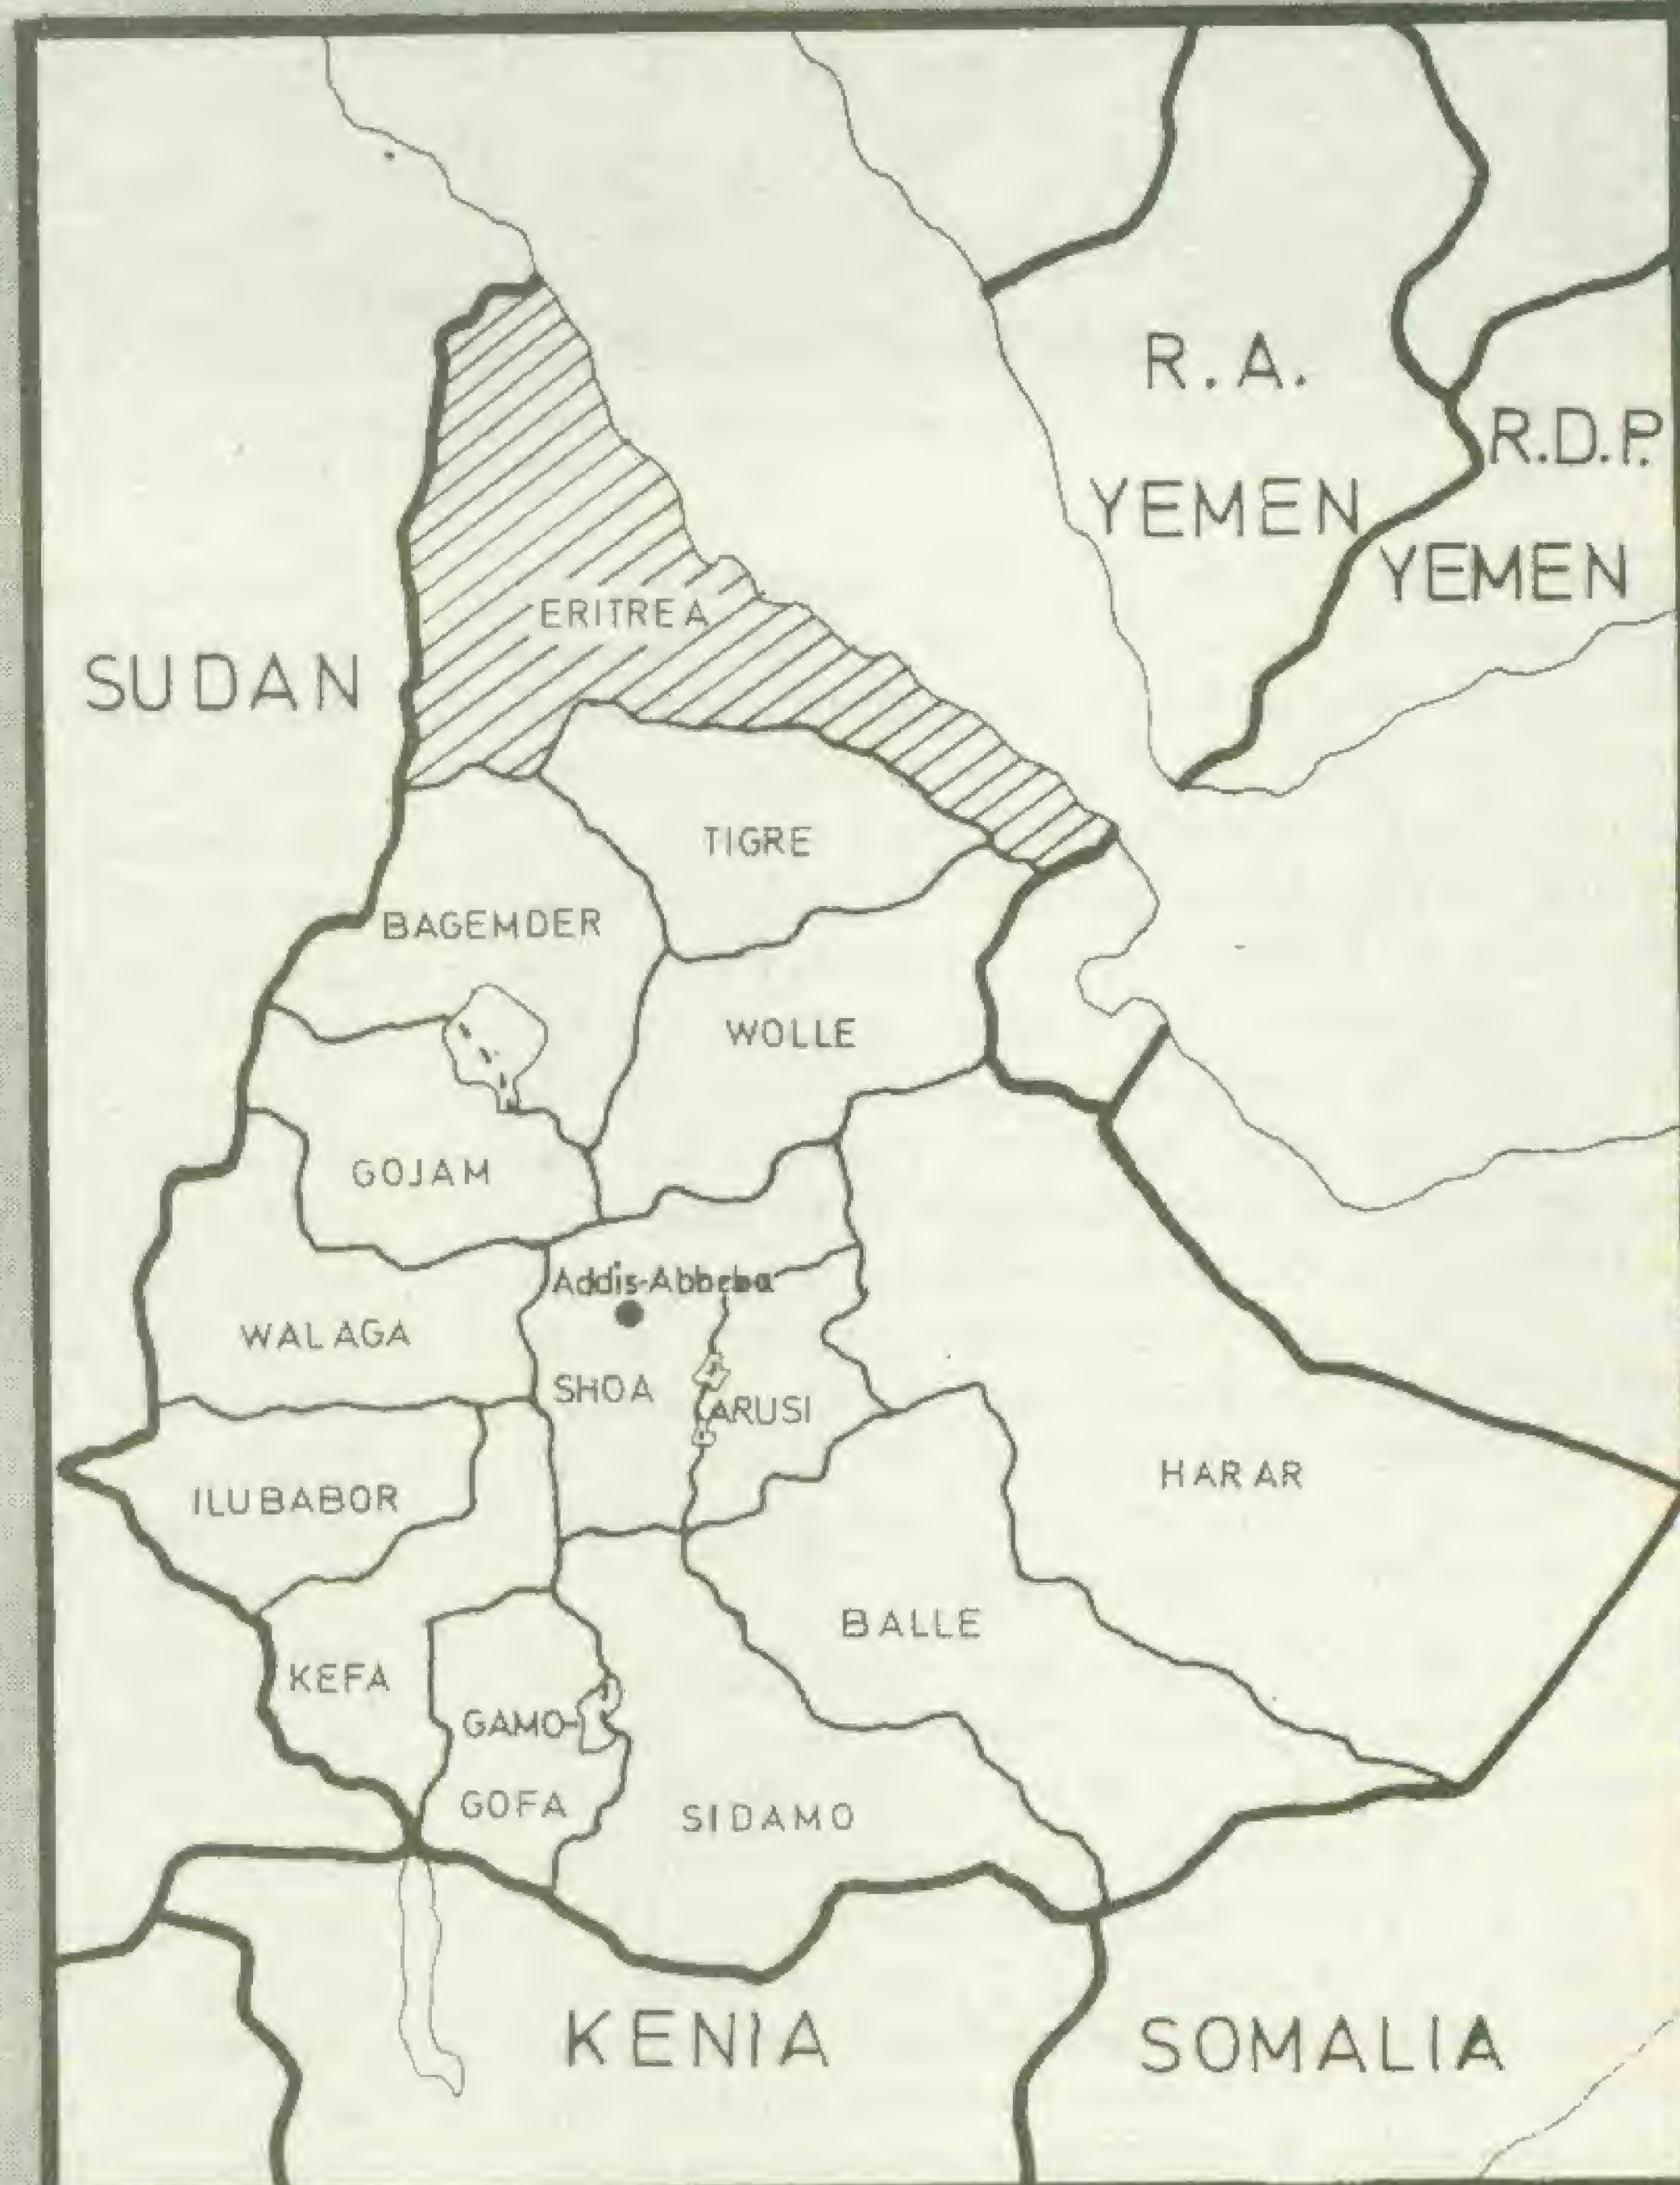 R.A.
YEMEN
R.D.P.
YEMEN
SUDAN
ERITREA
TIGRE
BAGEMDER
WOLLE
GOJAM
Addis-Abbeba
WALAGA
SHOA
ARUSI
HARAR
ILUBABOR
BALLE
KEFA
GAMO-
GOFA
SIDAMO
KENIA
SOMALIA